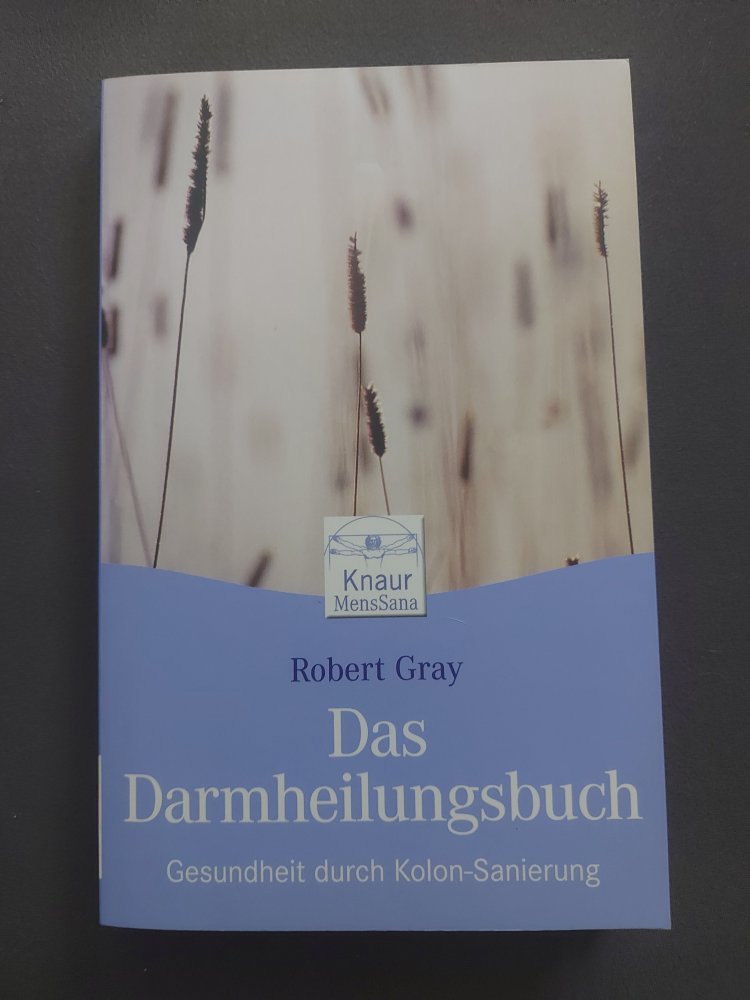 Knaur
MensSana
Robert Gray
Das
Darmheilungsbuch
Gesundheit durch Kolon-Sanierung